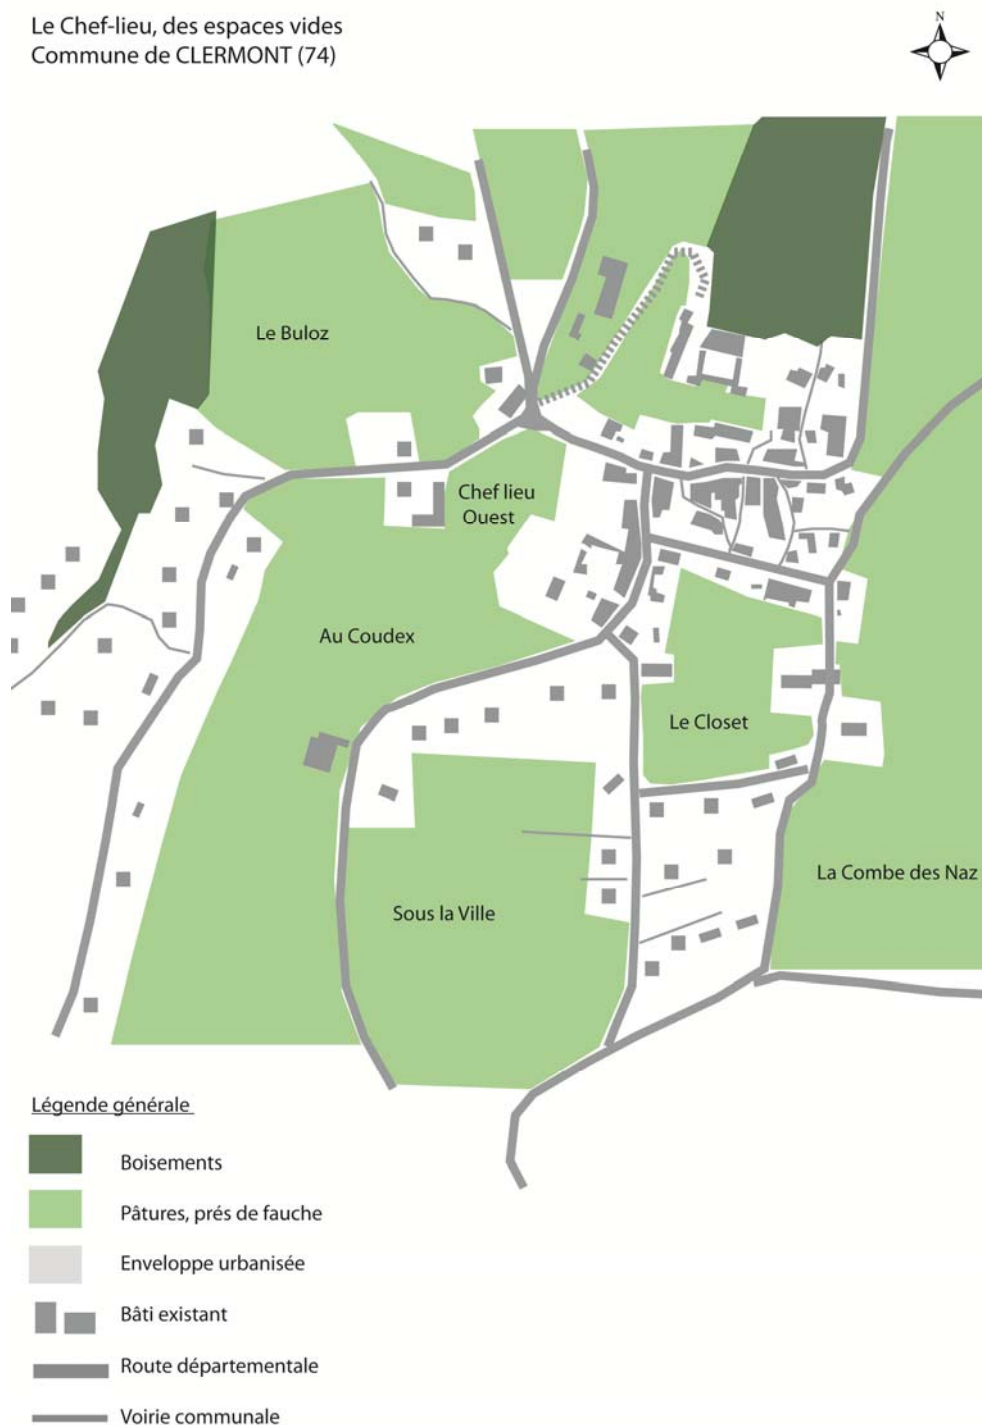 Le Chef-lieu, des espaces vides
Commune de CLERMONT (74)
N
Le Buloz
Chef lieu
Ouest
Au Coudex
Le Closet
La Combe des Naz
Sous la Ville
Légende générale
Boisements
Pâtures, prés de fauche
Enveloppe urbanisée
Bâti existant
Route départementale
Voirie communale